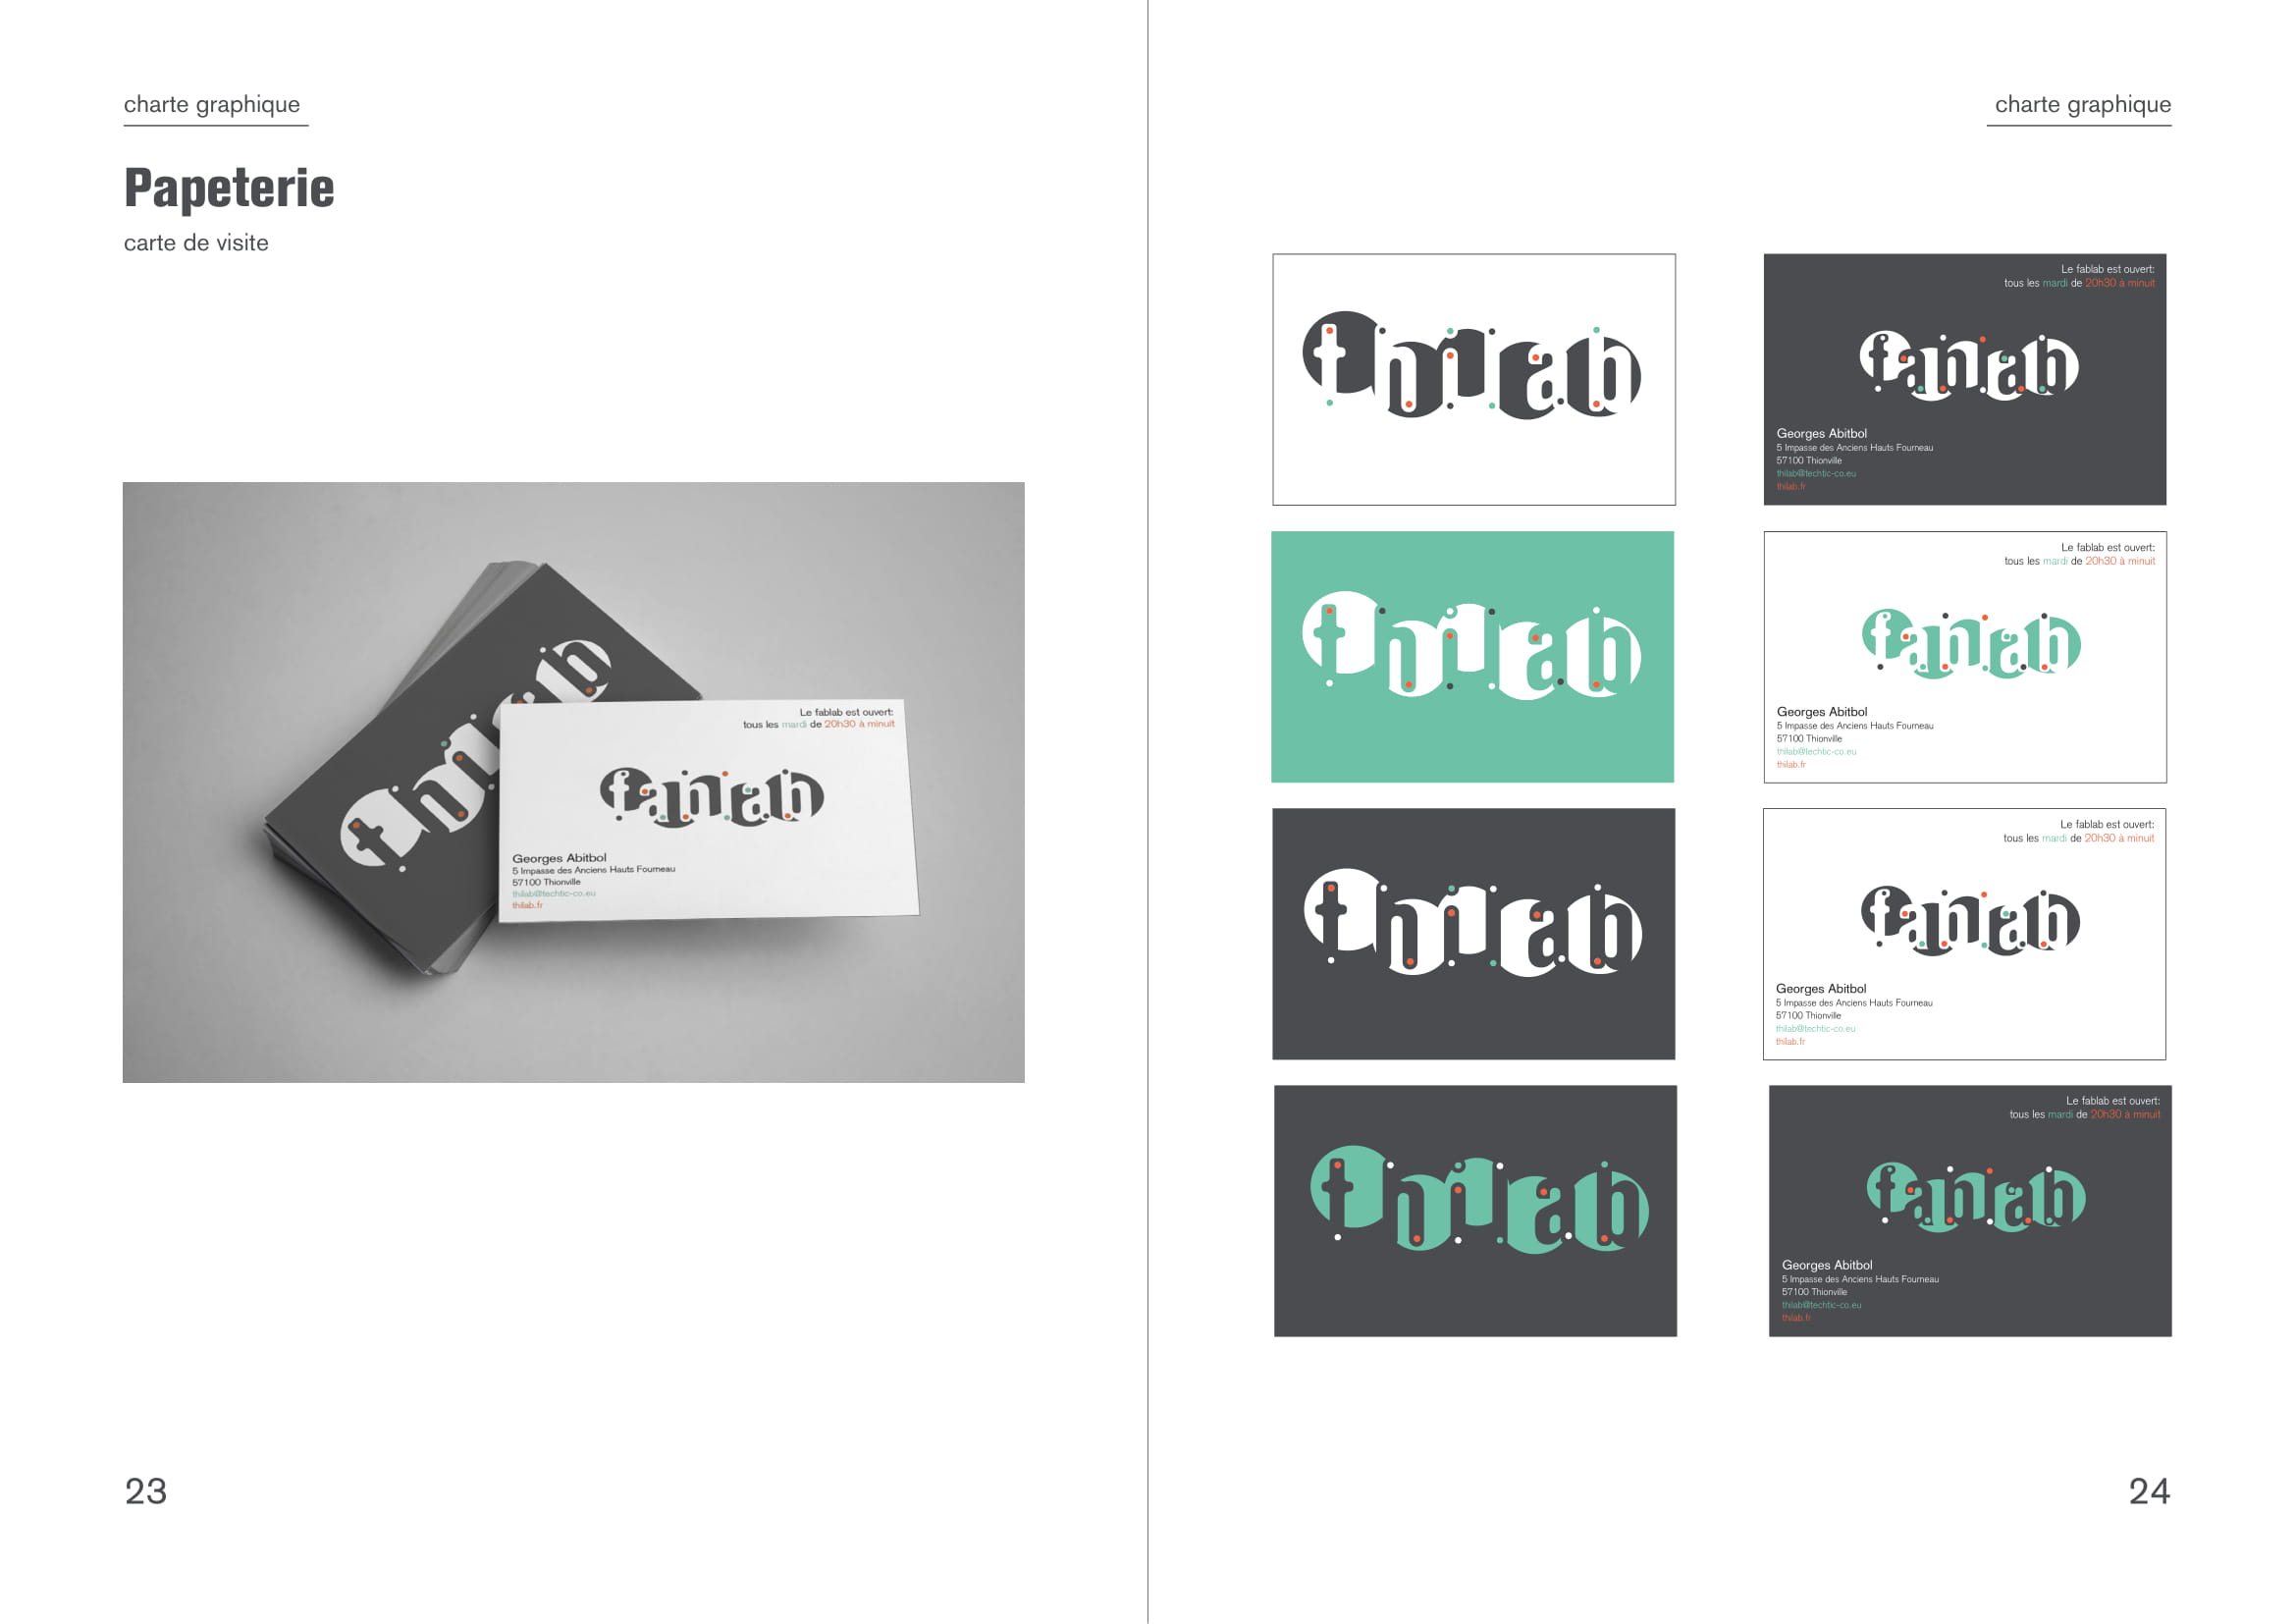 charte graphique
Papeterie
carte de visite
thilab
Le fablab est ouvert:
tous les mardi de 20h30 à minuit
fablab
Georges Abitbol
5 Impasse des Anciens Hauts Fourneau
57100 Thionville
thilab@techtic-co.eu
thilab.fr
23
charte graphique
thilab
Le fablab est ouvert:
tous les mardi de 20h30 à minuit
fablab
Georges Abitbol
5 Impasse des Anciens Hauts Fourneau
57100 Thionville
thilab@techtic-co.eu
thilab.fr
thilab
Le fablab est ouvert:
tous les mardi de 20h30 à minuit
fablab
Georges Abitbol
5 Impasse des Anciens Hauts Fourneau
57100 Thionville
thilab@techtic-co.eu
thilab.fr
thilab
Le fablab est ouvert:
tous les mardi de 20h30 à minuit
fablab
Georges Abitbol
5 Impasse des Anciens Hauts Fourneau
57100 Thionville
thilab@techtic-co.eu
thilab.fr
thilab
Le fablab est ouvert:
tous les mardi de 20h30 à minuit
fablab
Georges Abitbol
5 Impasse des Anciens Hauts Fourneau
57100 Thionville
thilab@techtic-co.eu
thilab.fr
24